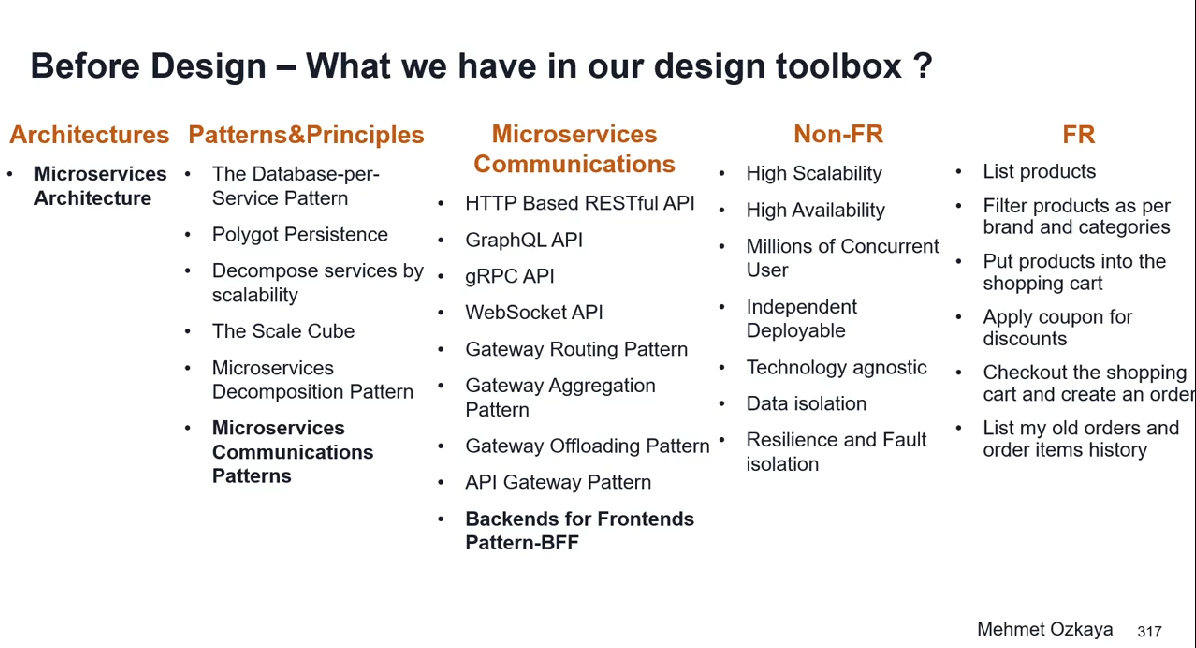 Before Design – What we have in our design toolbox ?
Architectures
• Microservices
Architecture
Patterns&Principles
• The Database-per-
Service Pattern
• Polygot Persistence
• Decompose services by
scalability
• The Scale Cube
• Microservices
Decomposition Pattern
• Microservices
Communications
Patterns
Microservices
Communications
• HTTP Based RESTful API
• GraphQL API
• gRPC API
• WebSocket API
• Gateway Routing Pattern
• Gateway Aggregation
Pattern
• Gateway Offloading Pattern
• API Gateway Pattern
• Backends for Frontends
Pattern-BFF
Non-FR
• High Scalability
• High Availability
• Millions of Concurrent
User
• Independent
Deployable
• Technology agnostic
• Data isolation
• Resilience and Fault
isolation
FR
• List products
• Filter products as per
brand and categories
• Put products into the
shopping cart
• Apply coupon for
discounts
• Checkout the shopping
cart and create an order
• List my old orders and
order items history
Mehmet Ozkaya 317